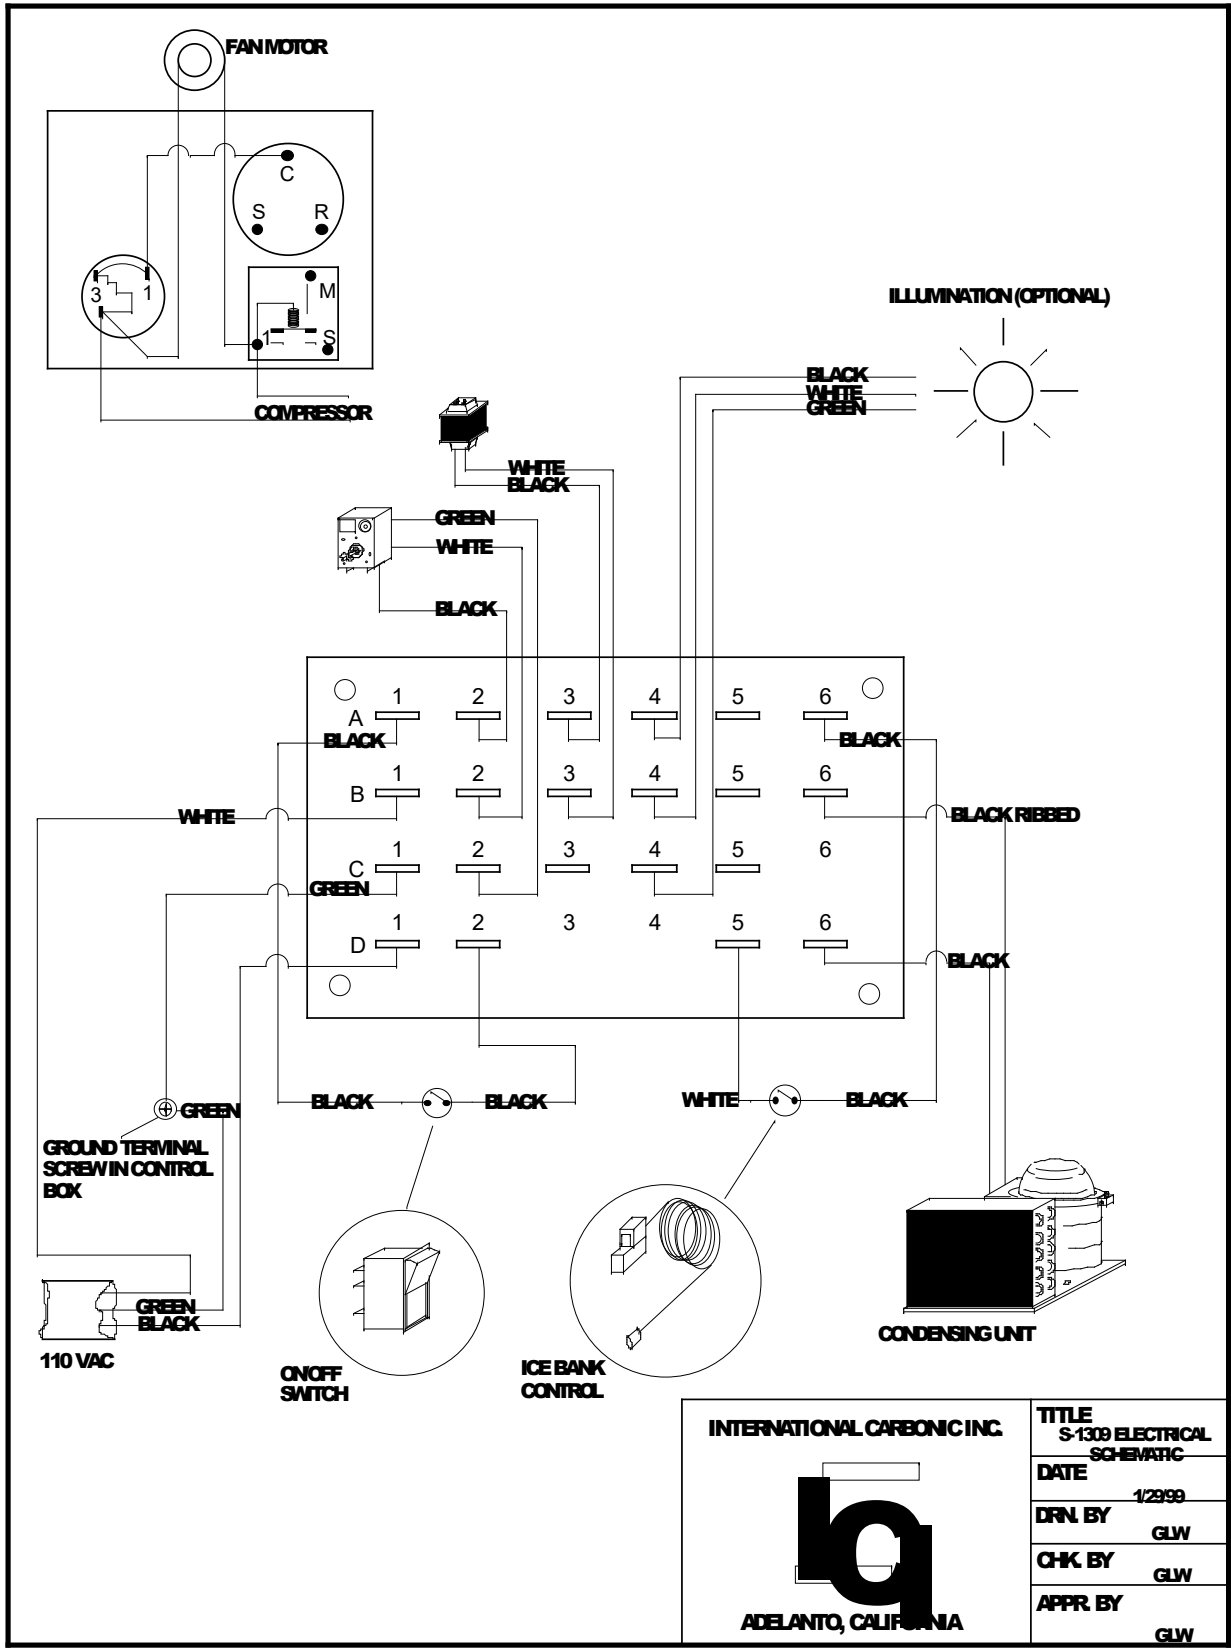 FAN MOTOR
C
S R
3 1
M
1 S
COMPRESSOR
ILLUMINATION (OPTIONAL)
BLACK
WHITE
GREEN
WHITE
BLACK
GREEN
WHITE
BLACK
1 2 3 4 5 6
A
BLACK BLACK
1 2 3 4 5 6
B
WHITE BLACK RIBBED
1 2 3 4 5 6
C
GREEN
1 2 3 4 5 6
D
BLACK
BLACK BLACK WHITE BLACK
GREEN
GROUND TERMINAL
SCREW IN CONTROL
BOX
GREEN
BLACK
110 VAC
ON/OFF
SWITCH
ICE BANK
CONTROL
CONDENSING UNIT
INTERNATIONAL CARBONIC INC.
ici
ADELANTO, CALIFORNIA
TITLE
S-1309 ELECTRICAL
SCHEMATIC
DATE
1/29/99
DRN. BY
GLW
CHK. BY
GLW
APPR. BY
GLW